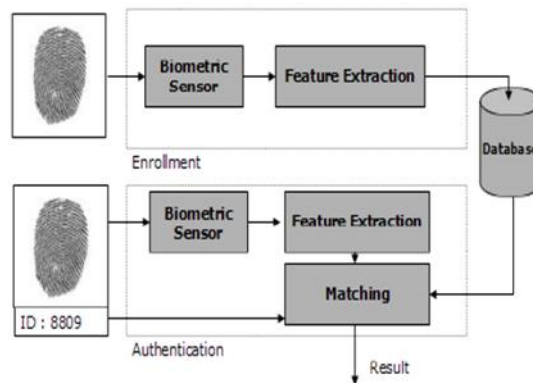 Biometric
Sensor
Feature Extraction
Database
Enrollment
Biometric
Sensor
Feature Extraction
Matching
ID : 8809
Authentication
Result